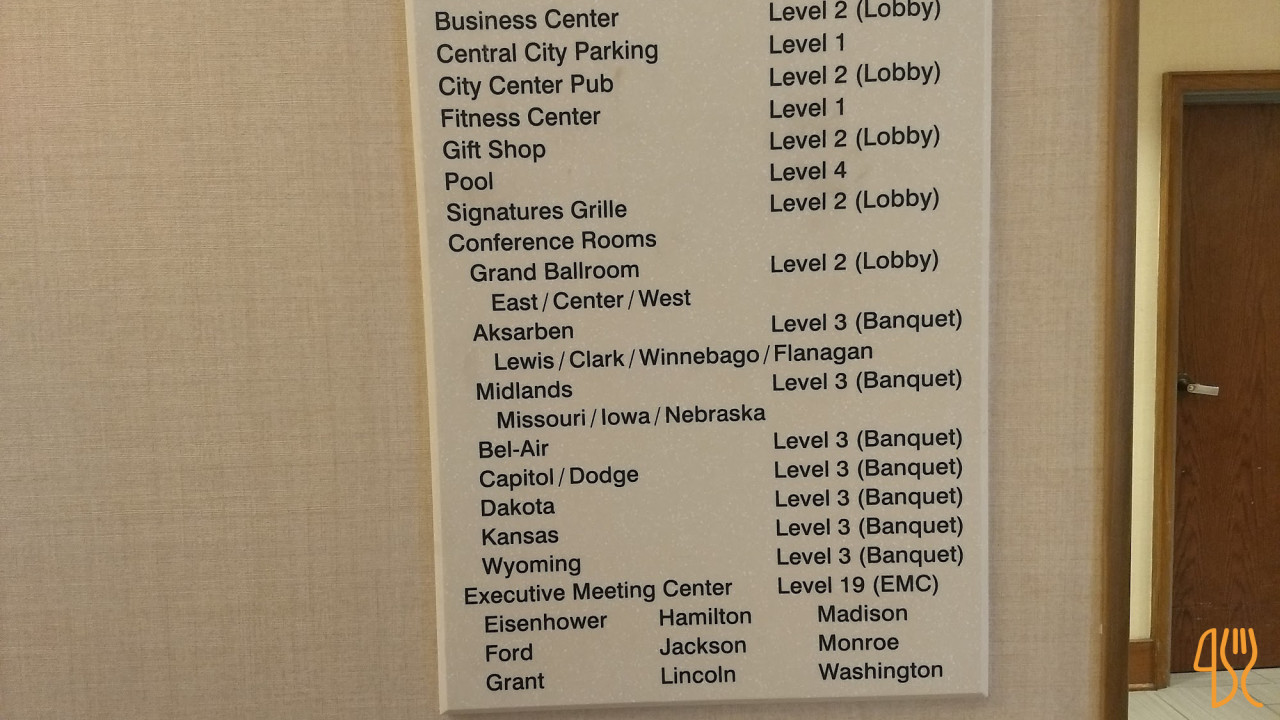 Business Center Level 2 (Lobby)
Central City Parking Level 1
City Center Pub Level 2 (Lobby)
Fitness Center Level 1
Gift Shop Level 2 (Lobby)
Pool Level 4
Signatures Grille Level 2 (Lobby)
Conference Rooms
Grand Ballroom Level 2 (Lobby)
East / Center / West
Aksarben Level 3 (Banquet)
Lewis / Clark / Winnebago / Flanagan
Midlands Level 3 (Banquet)
Missouri / Iowa / Nebraska
Bel-Air Level 3 (Banquet)
Capitol / Dodge Level 3 (Banquet)
Dakota Level 3 (Banquet)
Kansas Level 3 (Banquet)
Wyoming Level 3 (Banquet)
Executive Meeting Center Level 19 (EMC)
Eisenhower Hamilton Madison
Ford Jackson Monroe
Grant Lincoln Washington